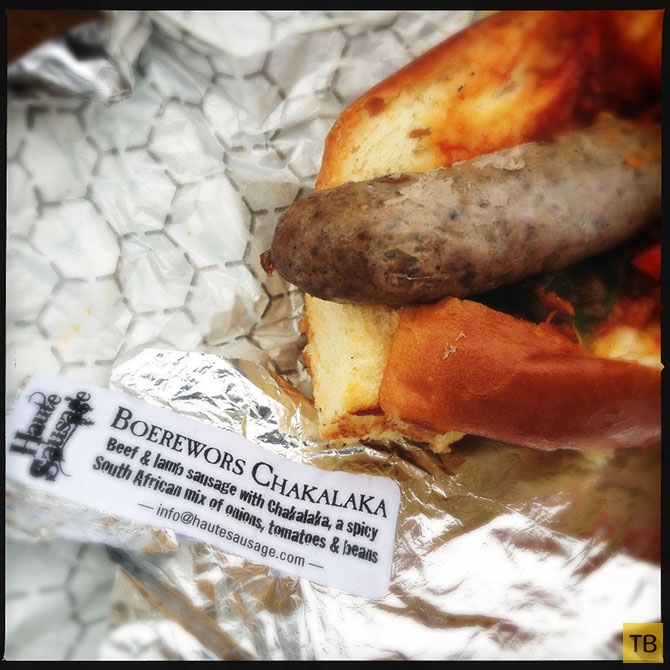 Haute
Sausage
BOEREWORS CHAKALAKA
Beef & lamb sausage with Chakalaka, a spicy
South African mix of onions, tomatoes & beans
— info@hautesausage.com —
TB